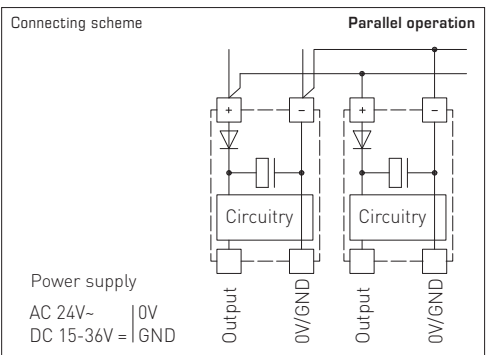 Connecting scheme
Parallel operation
+
−
+
−
Circuitry
Circuitry
Output
0V/GND
Output
0V/GND
Power supply
AC 24V~ | 0V
DC 15-36V = | GND